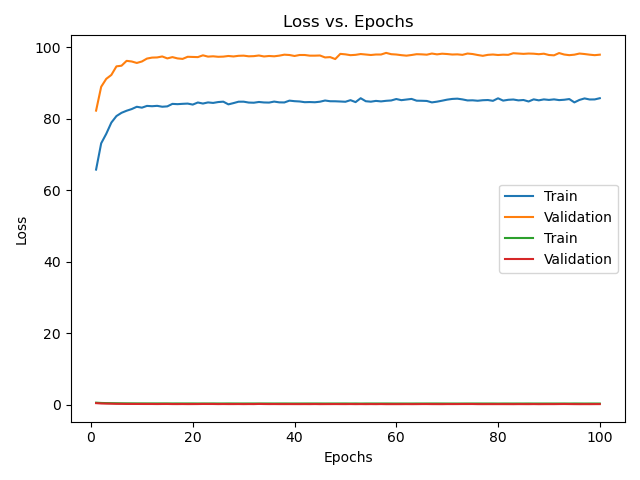 Loss vs. Epochs
100
80
60
40
20
0
Loss
Train
Validation
Train
Validation
0 20 40 60 80 100
Epochs